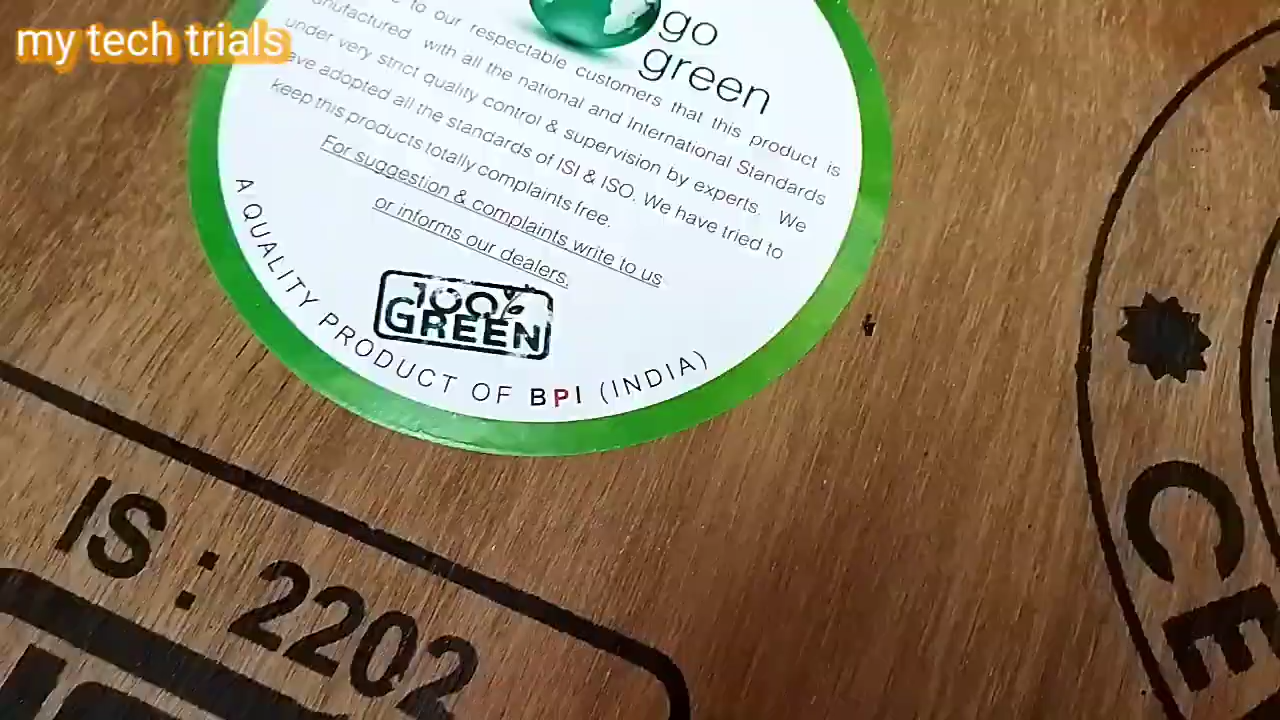 my tech trials
go
green
to our respectable customers that this product is
with all the national and International Standards
under very strict quality control & supervision by experts. We
adopted all the standards of ISI & ISO. We have tried to
keep this products totally complaints free.
For suggestion & complaints write to us
or informs our dealers.
100%
GREEN
A QUALITY PRODUCT OF BPI (INDIA)
IS : 2202